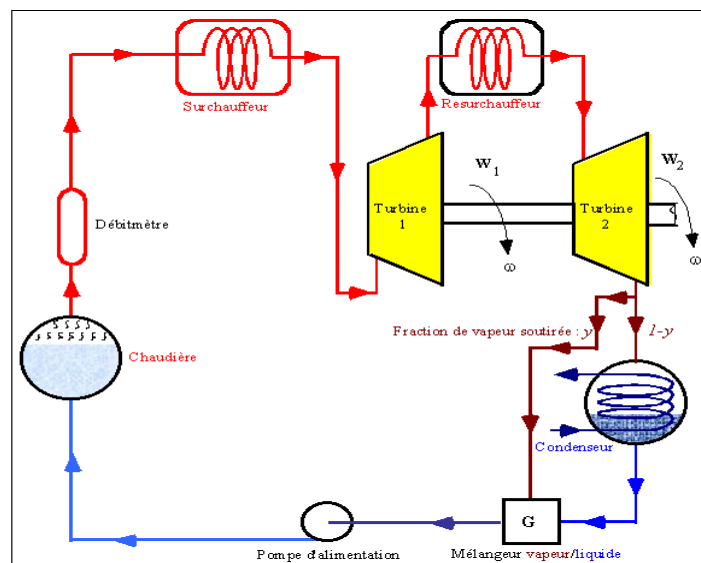 Surchauffeur
Resurchauffeur
W1
W2
Débitmètre
Turbine
1
Turbine
2
ω
ω
Fraction de vapeur soutirée : y
1-y
Chaudière
Condenseur
G
Pompe d'alimentation
Mélangeur vapeur/liquide